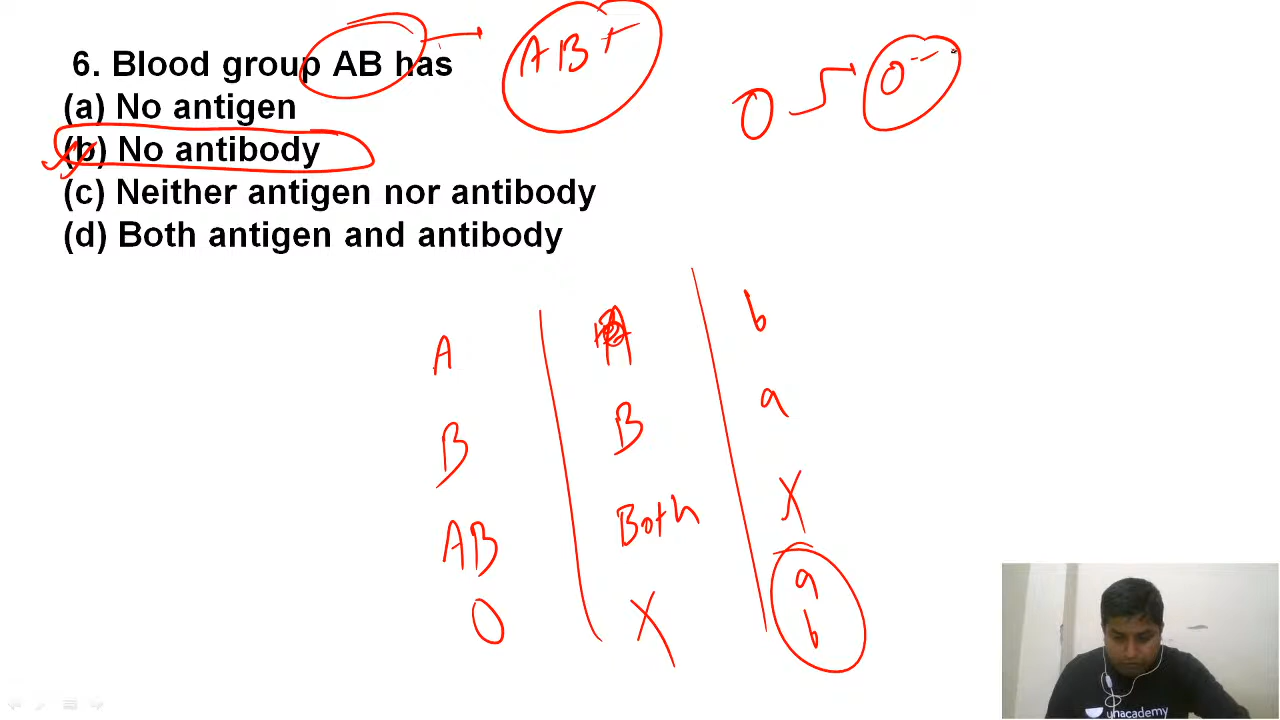 6. Blood group AB has
(a) No antigen
(b) No antibody
(c) Neither antigen nor antibody
(d) Both antigen and antibody
AB+
O O-
A A b
B B a
AB Both X
O X a
b
unacademy